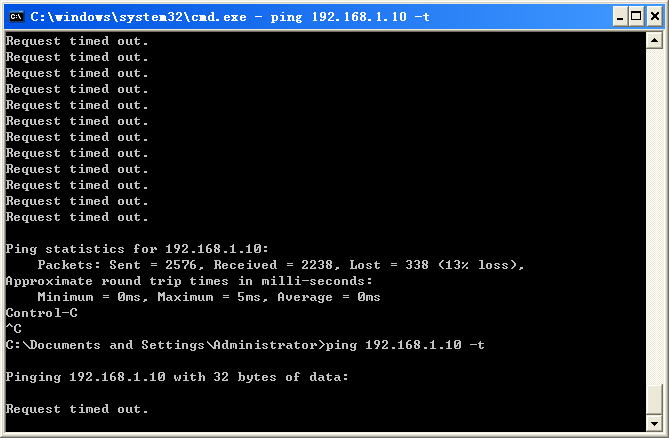 C:\windows\system32\cmd.exe - ping 192.168.1.10 -t
Request timed out.
Request timed out.
Request timed out.
Request timed out.
Request timed out.
Request timed out.
Request timed out.
Request timed out.
Request timed out.
Request timed out.
Request timed out.
Request timed out.
Ping statistics for 192.168.1.10:
    Packets: Sent = 2576, Received = 2238, Lost = 338 (13% loss),
Approximate round trip times in milli-seconds:
    Minimum = 0ms, Maximum = 5ms, Average = 0ms
Control-C
^C
C:\Documents and Settings\Administrator>ping 192.168.1.10 -t
Pinging 192.168.1.10 with 32 bytes of data:
Request timed out.